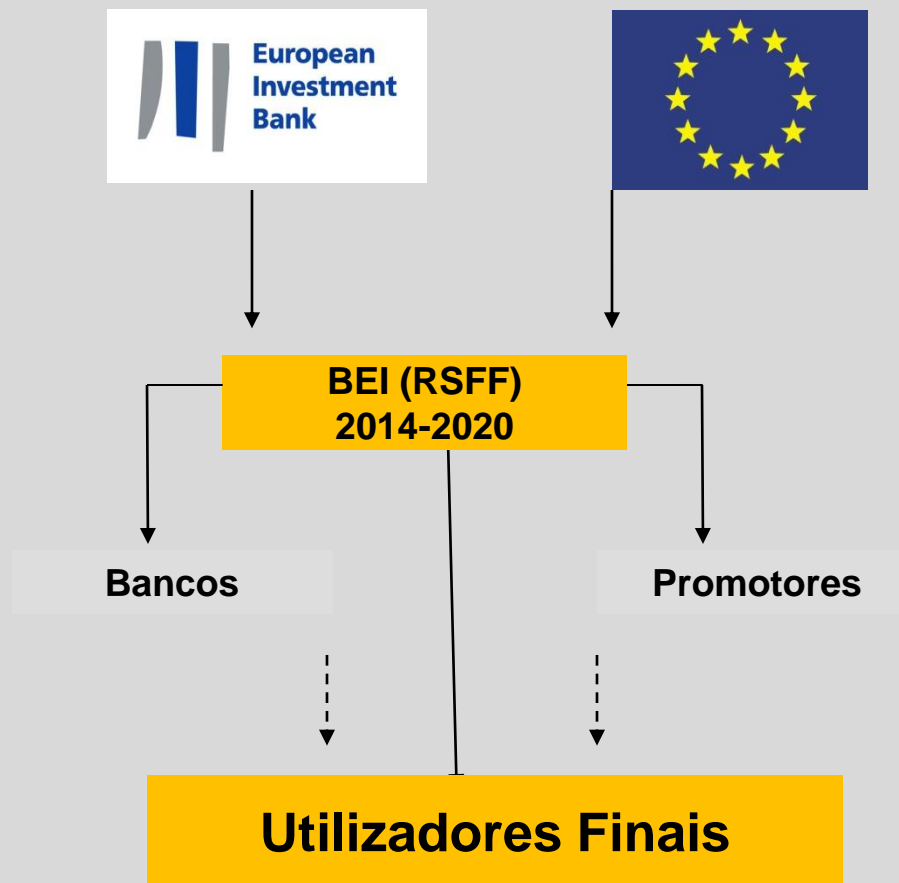 European
Investment
Bank
BEI (RSFF)
2014-2020
Bancos
Promotores
Utilizadores Finais